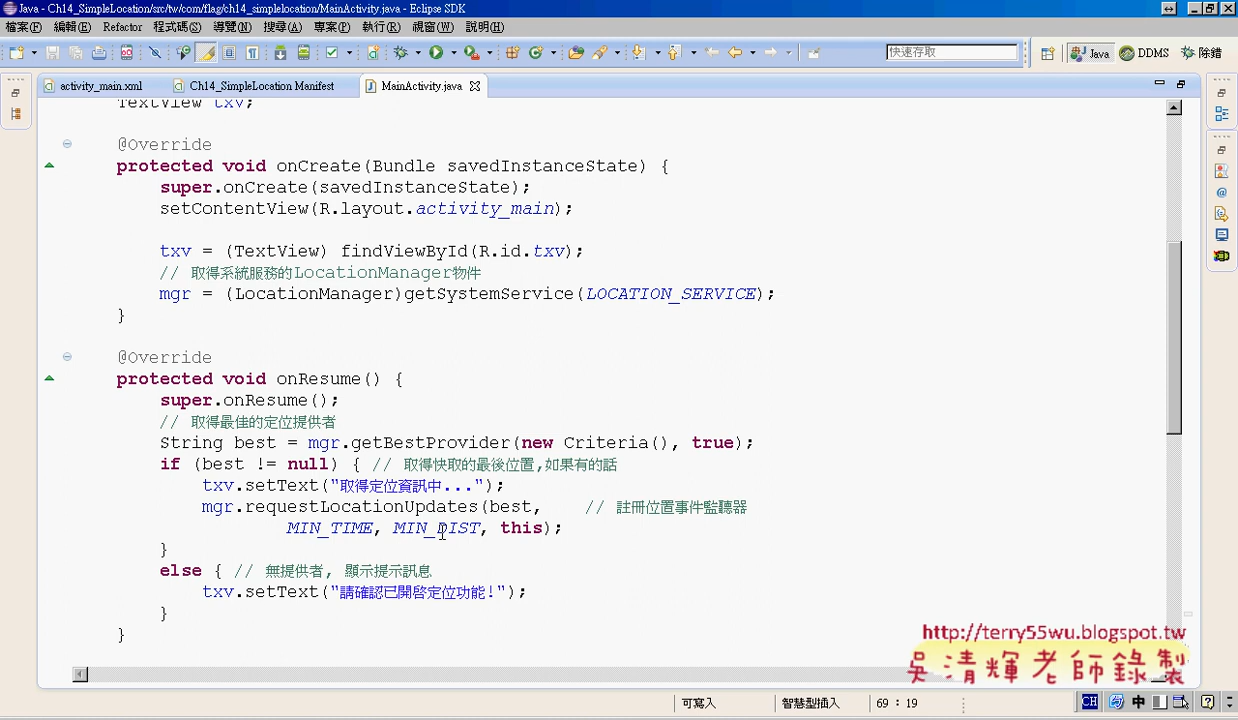 Java - Ch14_SimpleLocation/src/tw/com/flag/ch14_simplelocation/MainActivity.java - Eclipse SDK
檔案(F) 編輯(E) Refactor 程式碼(S) 導覽(N) 搜尋(A) 專案(P) 執行(R) 視窗(W) 說明(H)
快速存取 Java DDMS 除錯
activity_main.xml Ch14_SimpleLocation Manifest MainActivity.java
TextView txv;
@Override
protected void onCreate(Bundle savedInstanceState) {
super.onCreate(savedInstanceState);
setContentView(R.layout.activity_main);
txv = (TextView) findViewById(R.id.txv);
// 取得系統服務的LocationManager物件
mgr = (LocationManager)getSystemService(LOCATION_SERVICE);
}
@Override
protected void onResume() {
super.onResume();
// 取得最佳的定位提供者
String best = mgr.getBestProvider(new Criteria(), true);
if (best != null) { // 取得快取的最後位置,如果有的話
txv.setText("取得定位資訊中...");
mgr.requestLocationUpdates(best, // 註冊位置事件監聽器
MIN_TIME, MIN_DIST, this);
}
else { // 無提供者, 顯示提示訊息
txv.setText("請確認已開啓定位功能!");
}
}
http://terry55wu.blogspot.tw
吳清輝老師錄製
可寫入 智慧型插入 69 : 19
CH 中